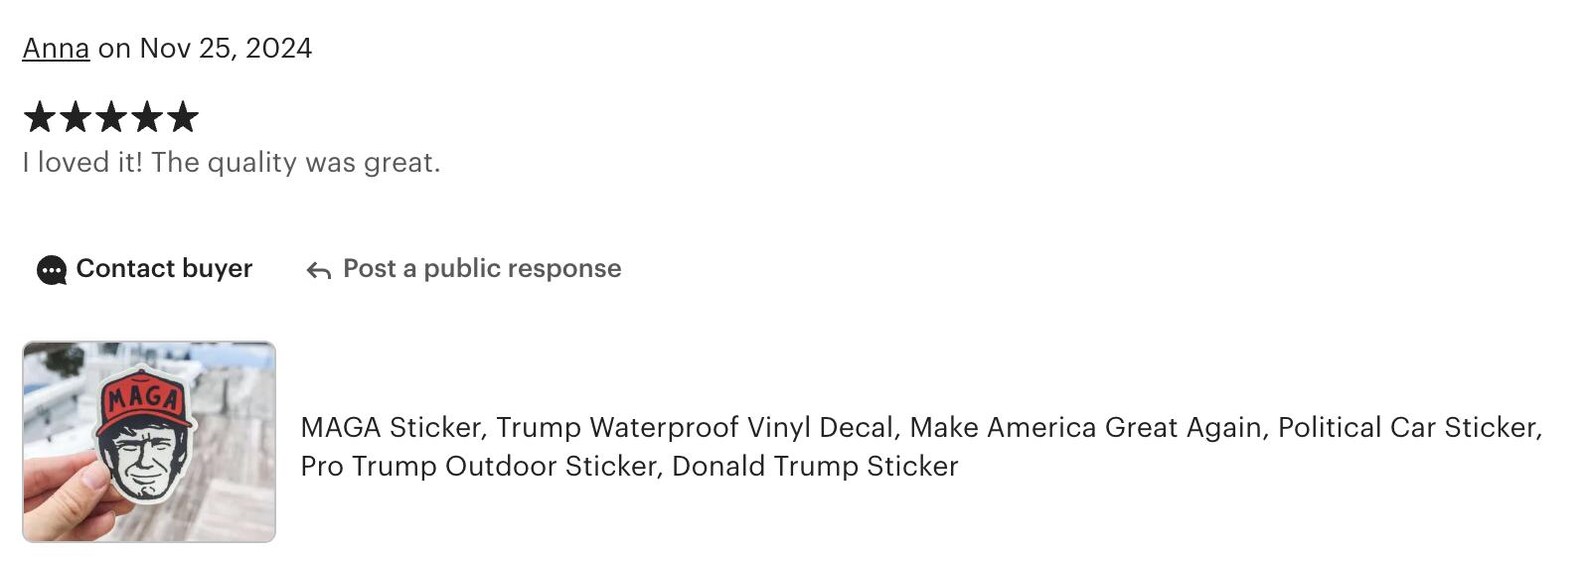 Anna on Nov 25, 2024
I loved it! The quality was great.
Contact buyer
Post a public response
MAGA
MAGA Sticker, Trump Waterproof Vinyl Decal, Make America Great Again, Political Car Sticker,
Pro Trump Outdoor Sticker, Donald Trump Sticker